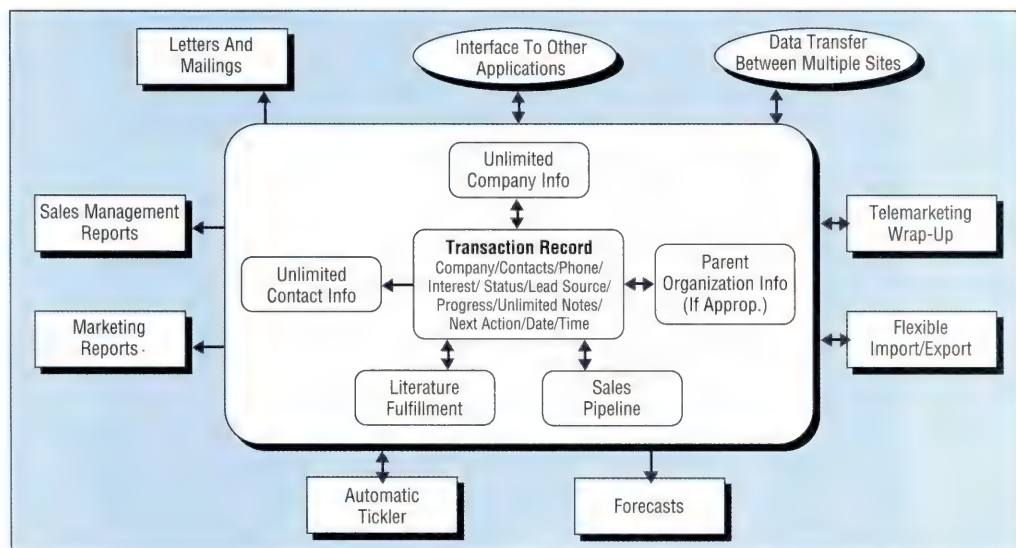 Letters And
Mailings
Interface To Other
Applications
Data Transfer
Between Multiple Sites
Unlimited
Company Info
Sales Management
Reports
Telemarketing
Wrap-Up
Transaction Record
Company/Contacts/Phone/
Interest/ Status/Lead Source/
Progress/Unlimited Notes/
Next Action/Date/Time
Unlimited
Contact Info
Parent
Organization Info
(If Approp.)
Marketing
Reports
Flexible
Import/Export
Literature
Fulfillment
Sales
Pipeline
Automatic
Tickler
Forecasts